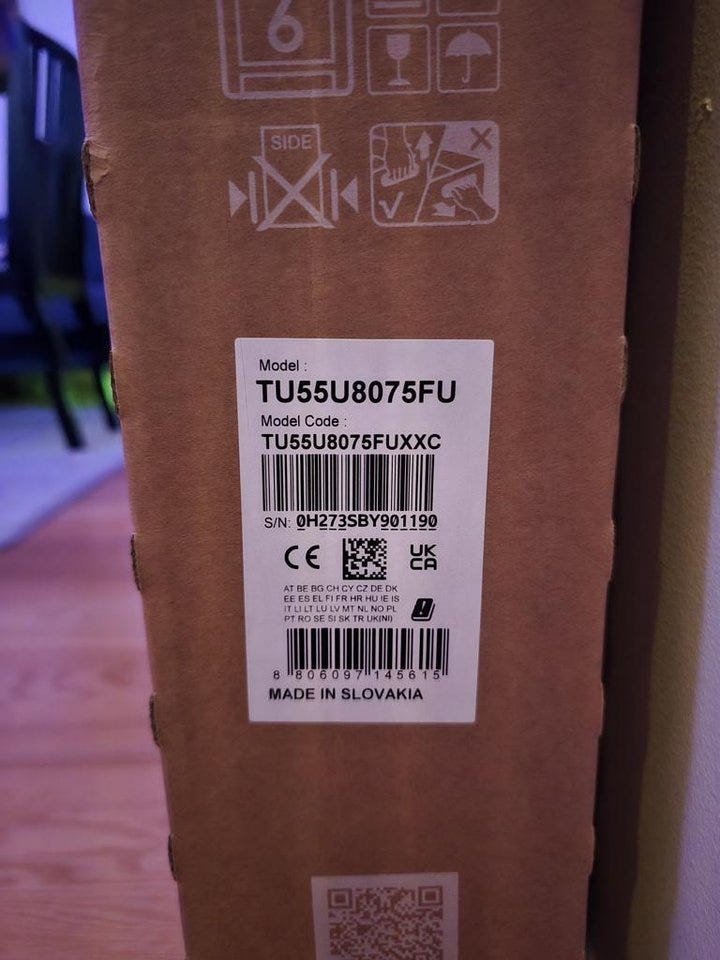 6
SIDE
Model :
TU55U8075FU
Model Code :
TU55U8075FUXXC
S/N: 0H273SBY901190
CE
UK
CA
AT BE BG CH CY CZ DE DK
EE ES EL FI FR HR HU IE IS
IT LI LT LU LV MT NL NO PL
PT RO SE SI SK TR UK(NI)
8 806097 145615
MADE IN SLOVAKIA